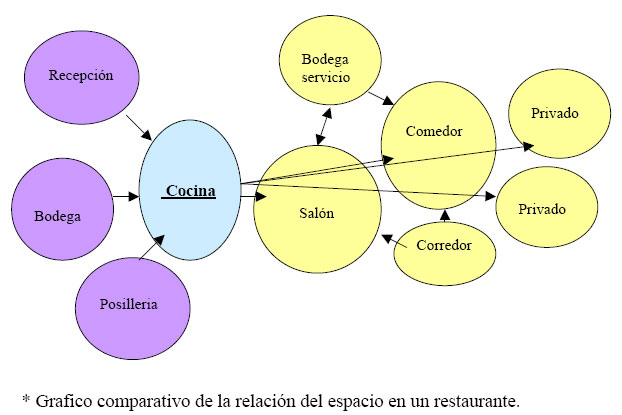 Recepción
Bodega
servicio
Privado
Comedor
Cocina
Bodega
Salón
Privado
Corredor
Posilleria
* Grafico comparativo de la relación del espacio en un restaurante.